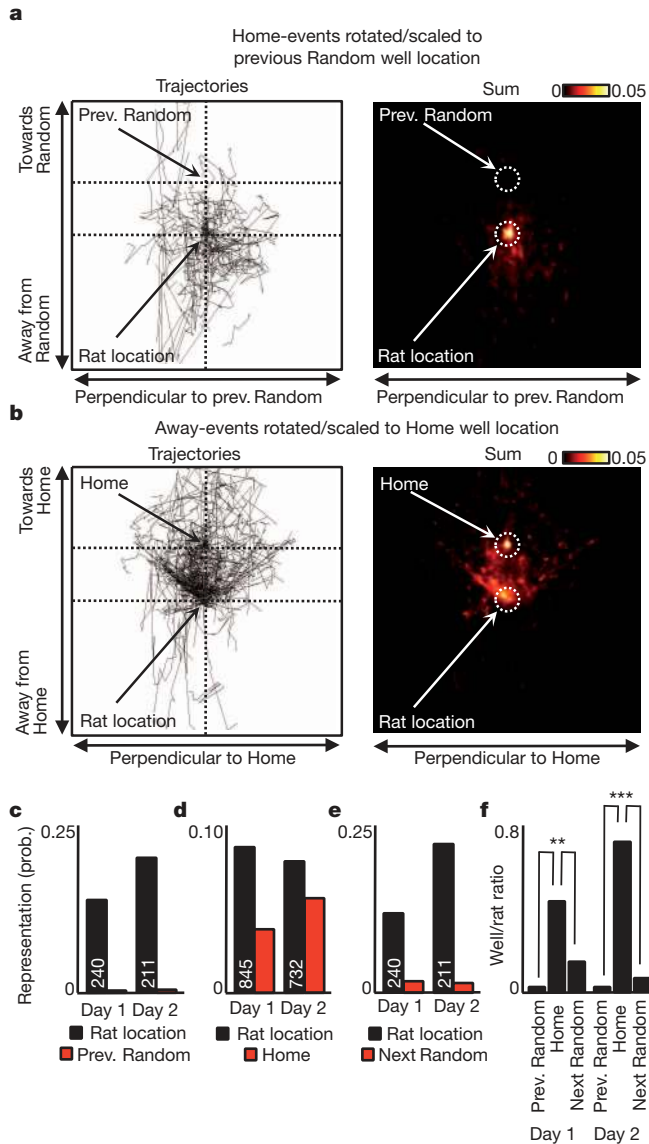 a
Home-events rotated/scaled to
previous Random well location
Trajectories
Sum 0 0.05
Towards
Random
Away from
Random
Prev. Random
Rat location
Prev. Random
Rat location
Perpendicular to prev. Random
Perpendicular to prev. Random
b
Away-events rotated/scaled to Home well location
Trajectories
Sum 0 0.05
Towards
Home
Away from
Home
Home
Rat location
Home
Rat location
Perpendicular to Home
Perpendicular to Home
c
Representation (prob.)
0.25
0
240
211
Day 1 Day 2
Rat location
Prev. Random
d
0.10
0
845
732
Day 1 Day 2
Rat location
Home
e
0.25
0
240
211
Day 1 Day 2
Rat location
Next Random
f
Well/rat ratio
0.8
0
**
***
Prev. Random
Home
Next Random
Prev. Random
Home
Next Random
Day 1 Day 2